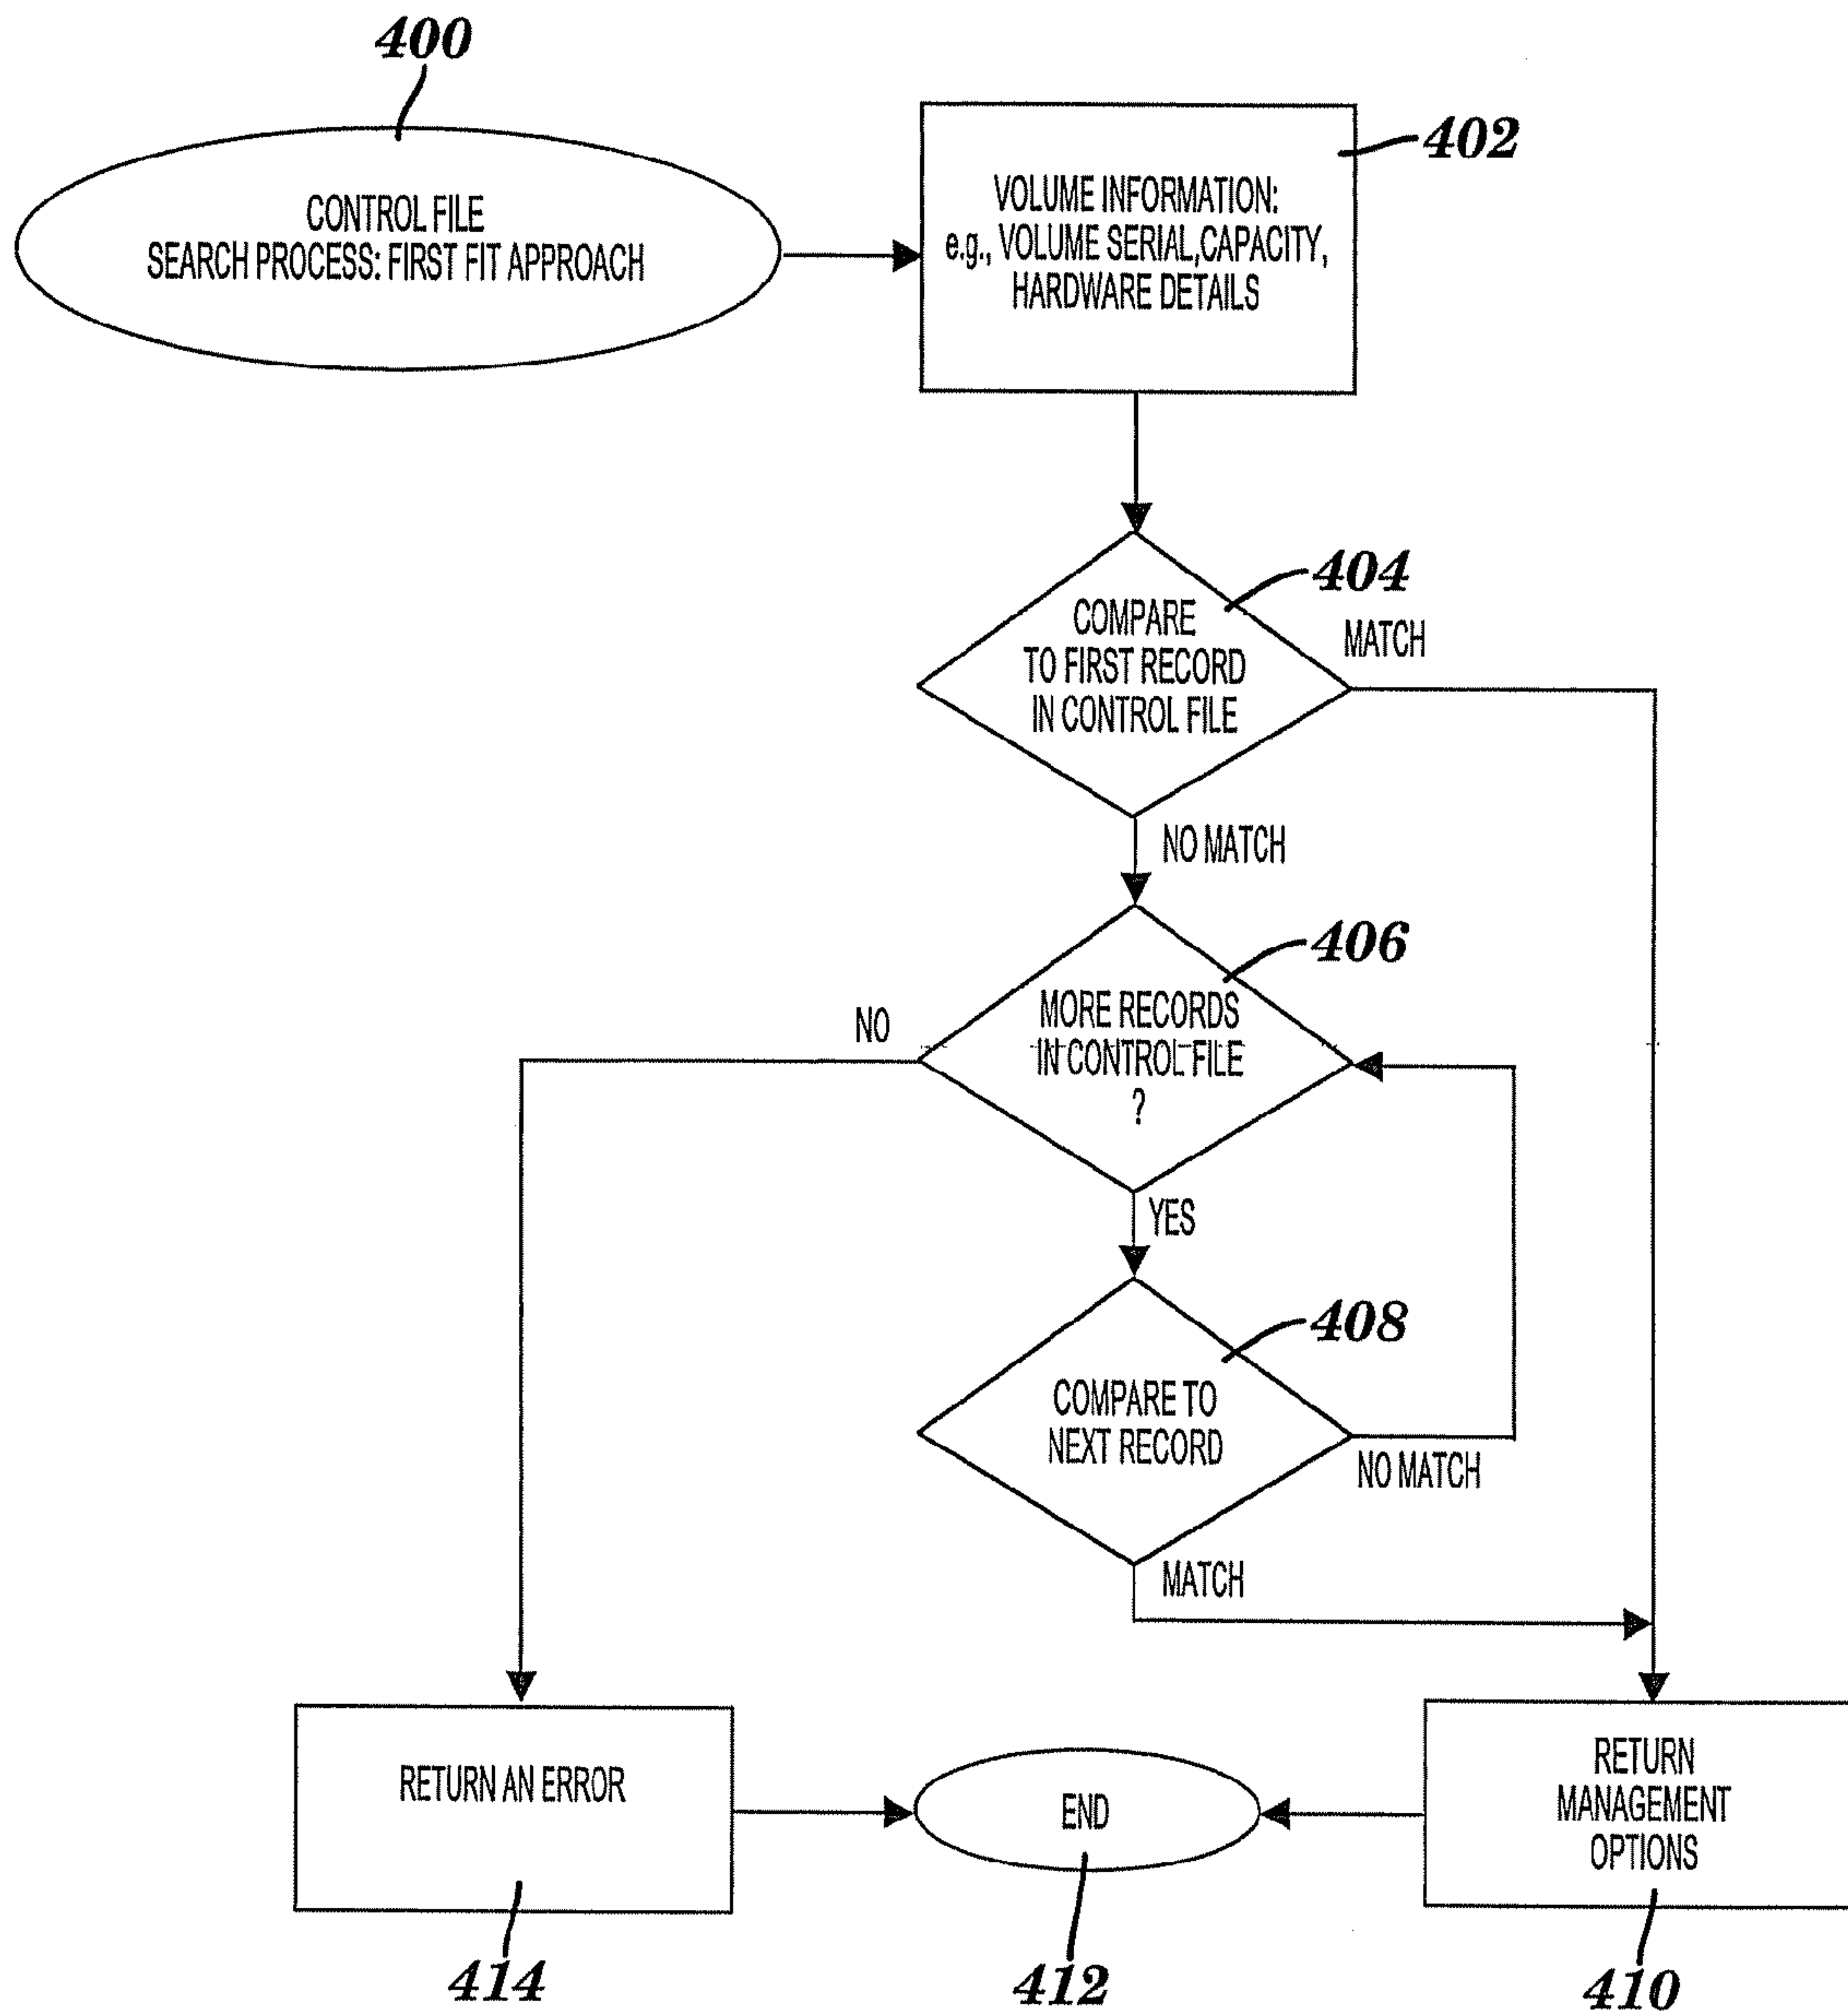 400
CONTROL FILE
SEARCH PROCESS: FIRST FIT APPROACH
402
VOLUME INFORMATION:
e.g., VOLUME SERIAL,CAPACITY,
HARDWARE DETAILS
404
COMPARE
TO FIRST RECORD
IN CONTROL FILE
MATCH
NO MATCH
406
MORE RECORDS
IN CONTROL FILE
?
NO
YES
408
COMPARE TO
NEXT RECORD
NO MATCH
MATCH
RETURN AN ERROR
END
RETURN
MANAGEMENT
OPTIONS
414
412
410